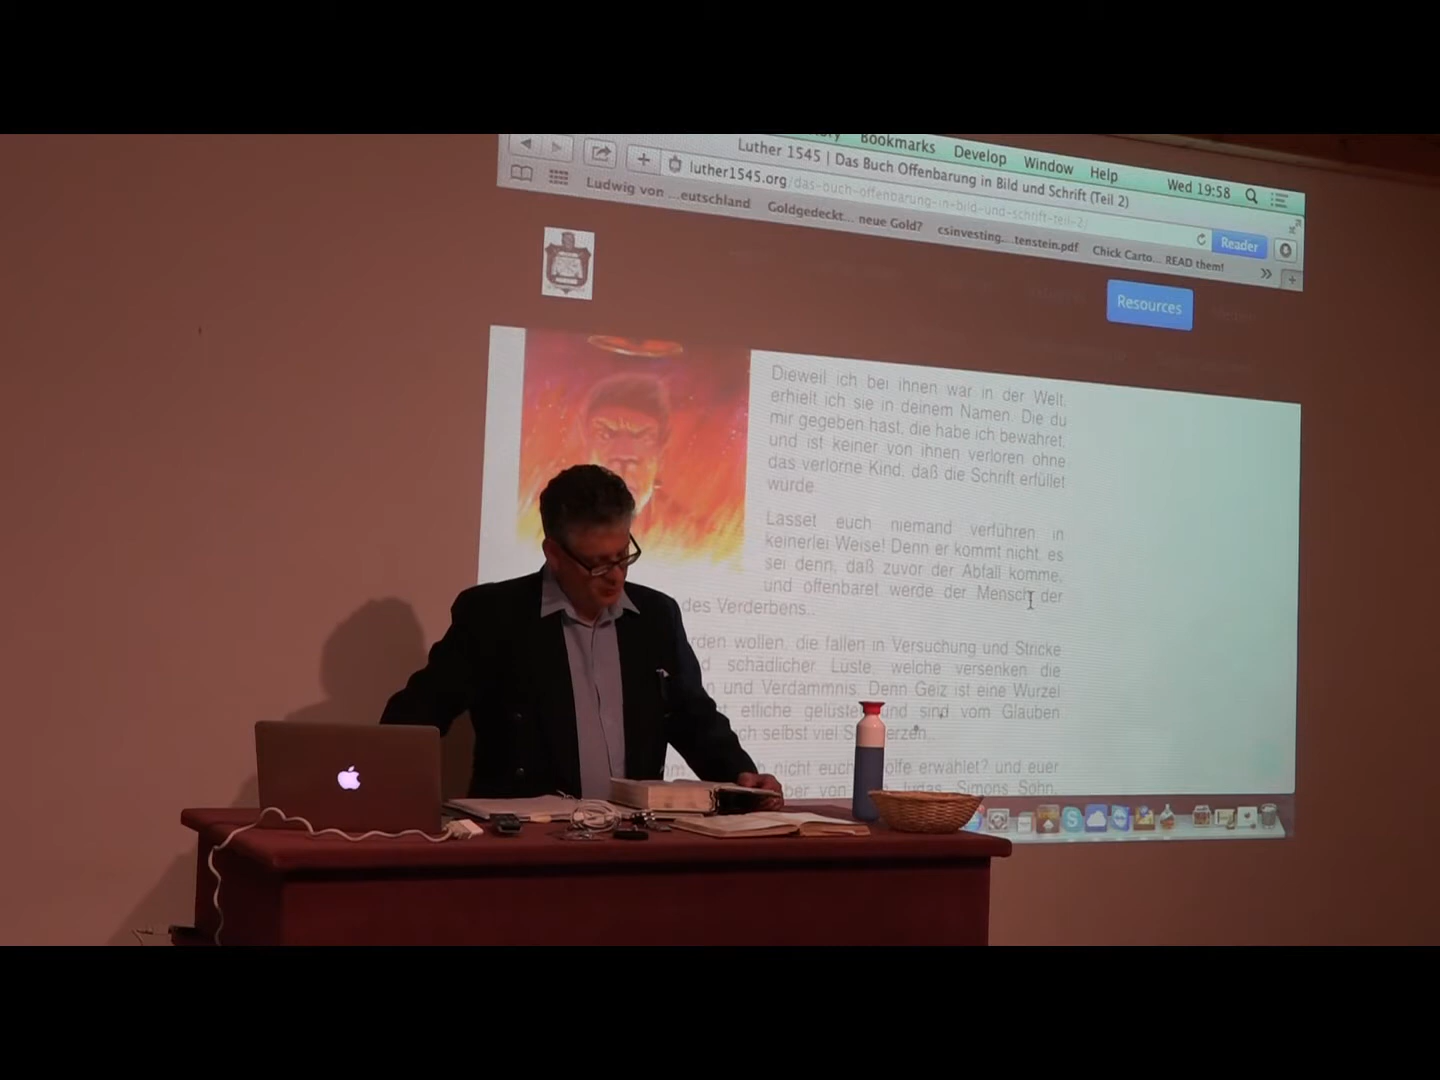 Bookmarks Develop Window Help Wed 19:58
Luther 1545 | Das Buch Offenbarung in Bild und Schrift (Teil 2)
luther1545.org/das-buch-offenbarung-in-bild-und-schrift-teil-2/
Reader
Ludwig von ...eutschland Goldgedeckt... neue Gold? csinvesting....tenstein.pdf Chick Carto... READ them!
Resources
Dieweil ich bei ihnen war in der Welt,
erhielt ich sie in deinem Namen. Die du
mir gegeben hast, die habe ich bewahret,
und ist keiner von ihnen verloren ohne
das verlorne Kind, daß die Schrift erfüllet
wurde.
Lasset euch niemand verführen in
keinerlei Weise! Denn er kommt nicht, es
sei denn, daß zuvor der Abfall komme,
und offenbaret werde der Mensch der
des Verderbens..
rden wollen, die fallen in Versuchung und Stricke
d schädlicher Lüste, welche versenken die
n und Verdammnis. Denn Geiz ist eine Wurzel
etliche gelüstet und sind vom Glauben
ch selbst viel
nicht euch ölfe erwählet? und euer
ber von Judas, Simons Sohn,